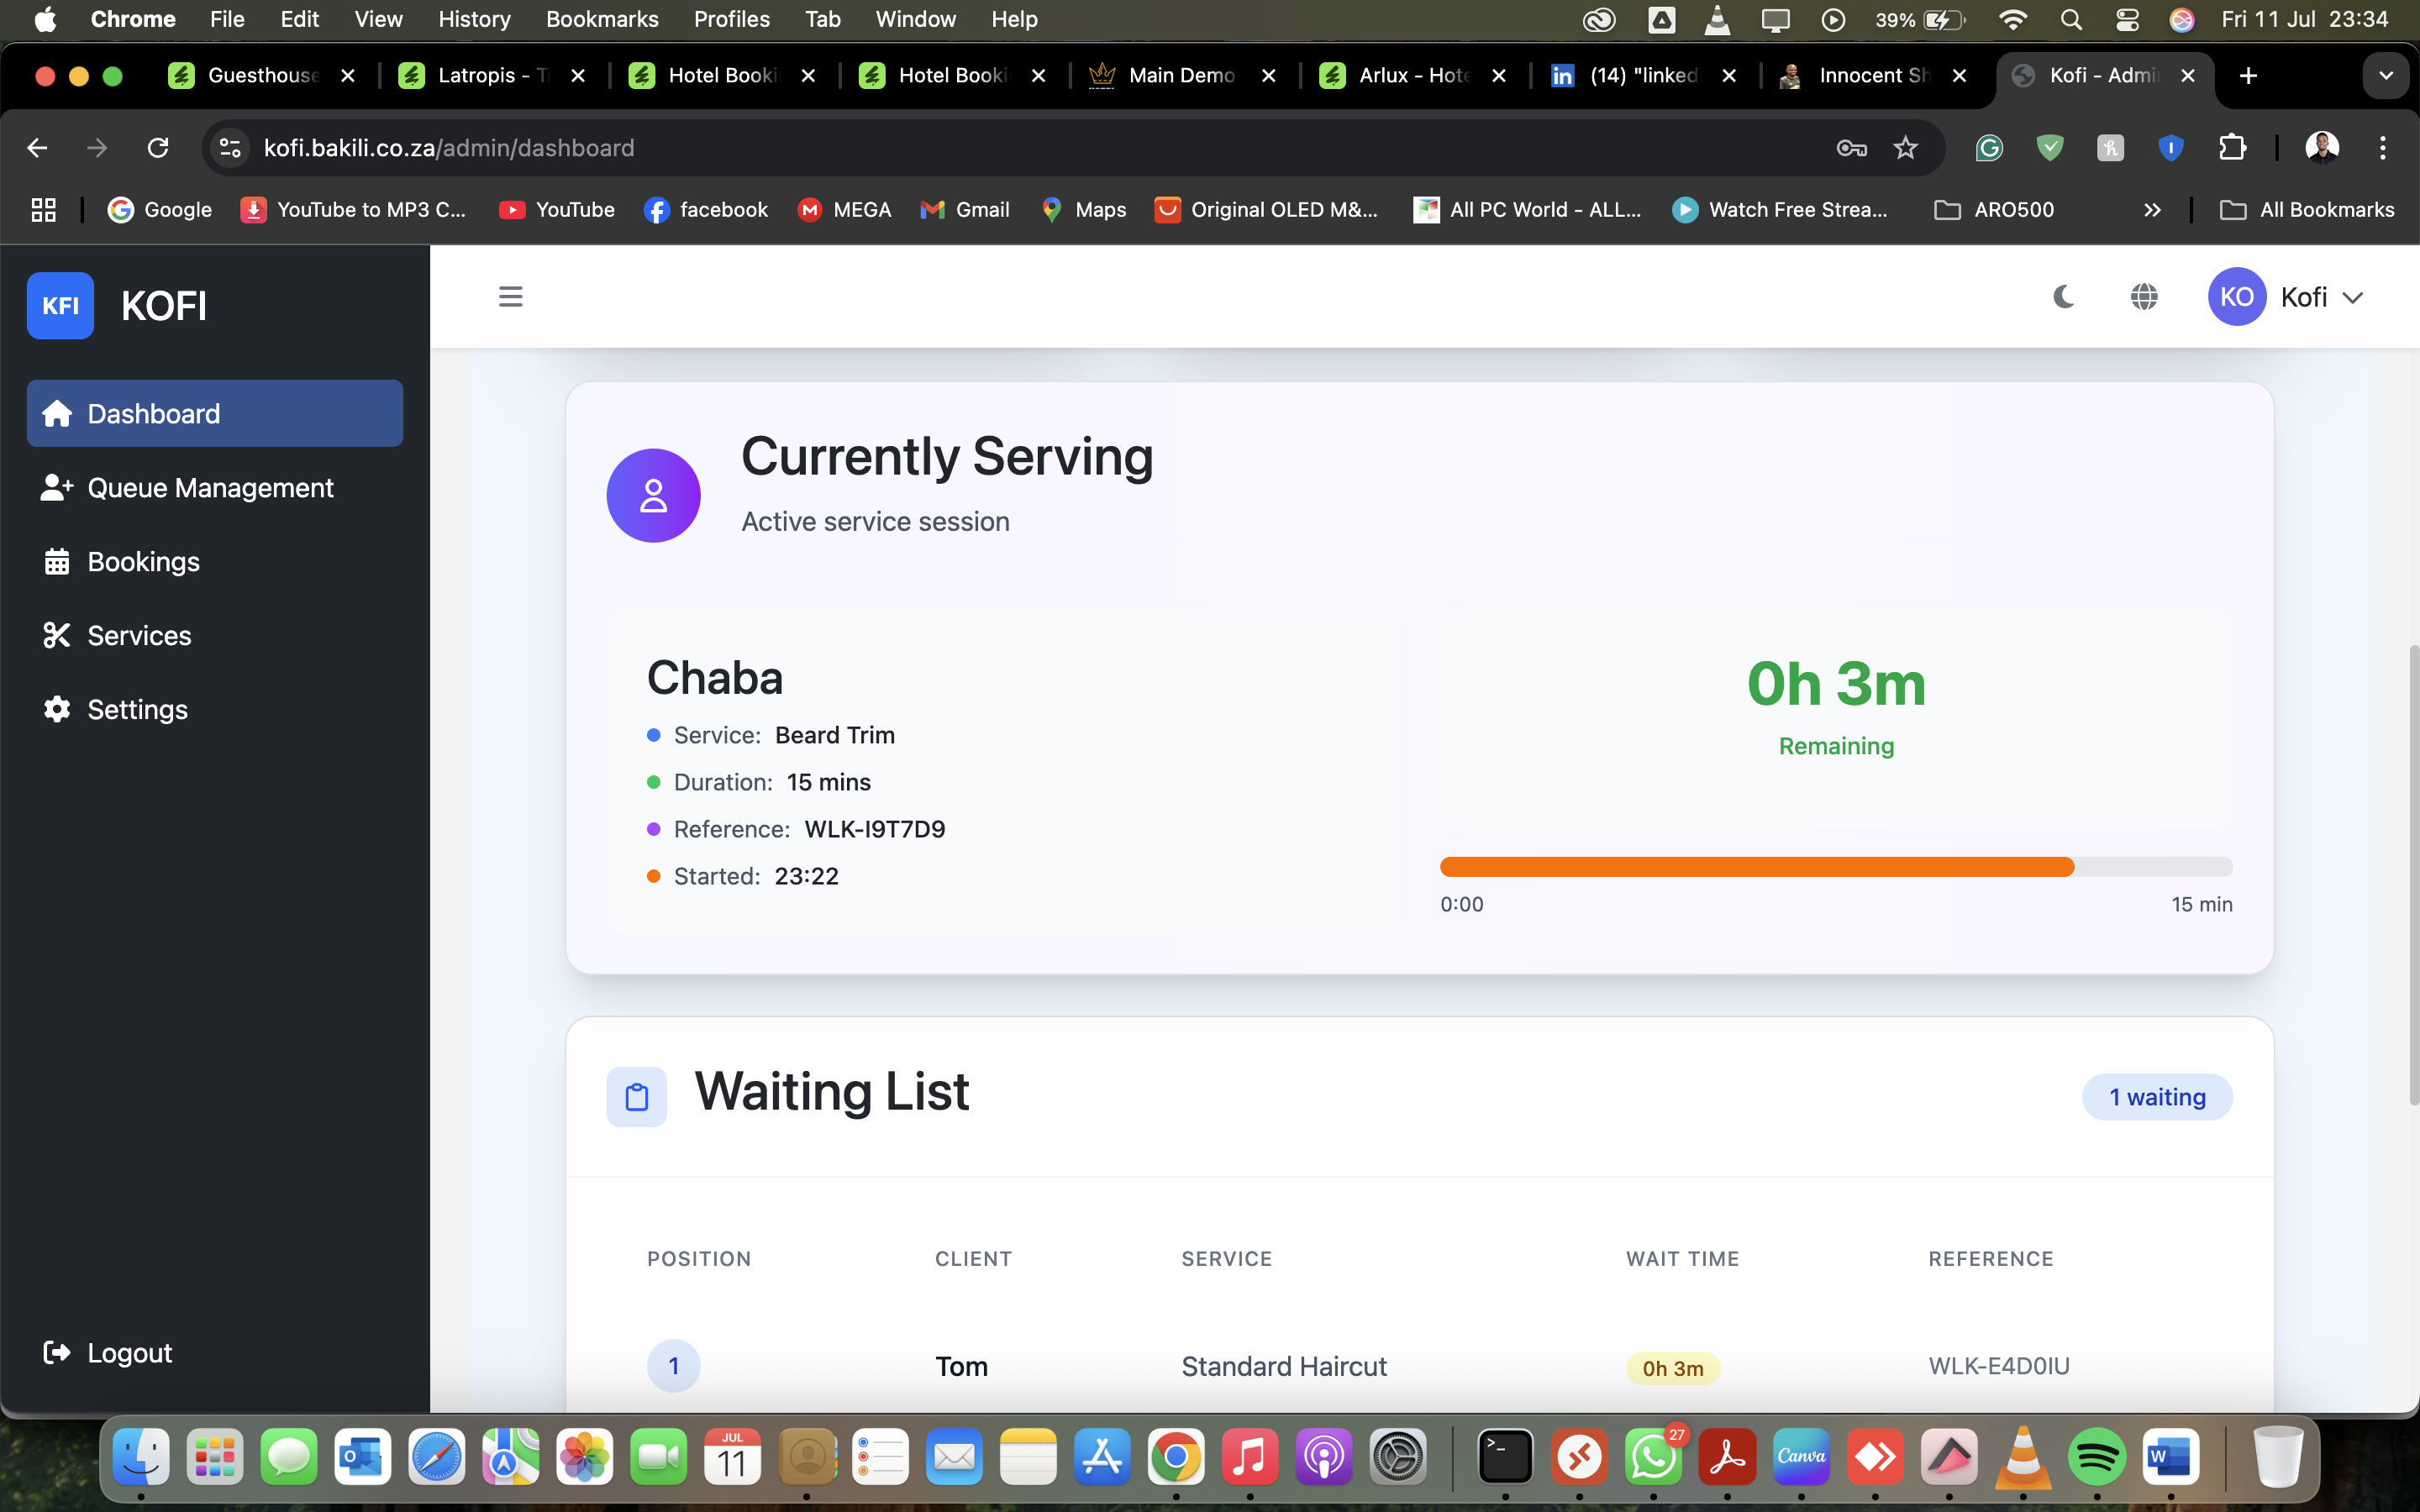 Chrome File Edit View History Bookmarks Profiles Tab Window Help 39% Fri 11 Jul 23:34
Guesthouse Latropis - T Hotel Booki Hotel Booki Main Demo Arlux - Hote (14) "linked Innocent Sh Kofi - Admi
kofi.bakili.co.za/admin/dashboard
Google YouTube to MP3 C... YouTube facebook MEGA Gmail Maps Original OLED M&... All PC World - ALL... Watch Free Strea... ARO500 All Bookmarks
KFI KOFI
KO Kofi
Dashboard
Queue Management
Bookings
Services
Settings
Logout
Currently Serving
Active service session
Chaba
Service: Beard Trim
Duration: 15 mins
Reference: WLK-I9T7D9
Started: 23:22
0h 3m
Remaining
0:00 15 min
Waiting List
1 waiting
POSITION CLIENT SERVICE WAIT TIME REFERENCE
1 Tom Standard Haircut 0h 3m WLK-E4D0IU
JUL
11
27
Canva